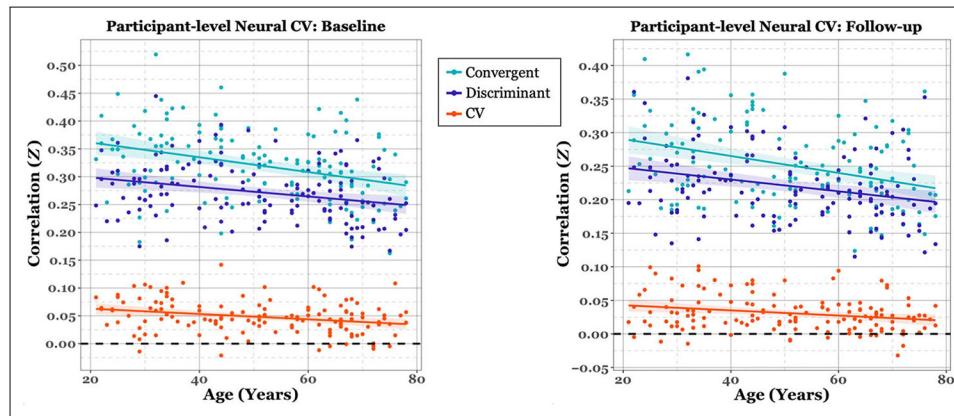 Participant-level Neural CV: Baseline
Correlation (Z)
0.50
0.45
0.40
0.35
0.30
0.25
0.20
0.15
0.10
0.05
0.00
20 40 60 80
Age (Years)
Convergent
Discriminant
CV
Participant-level Neural CV: Follow-up
Correlation (Z)
0.40
0.35
0.30
0.25
0.20
0.15
0.10
0.05
0.00
−0.05
20 40 60 80
Age (Years)